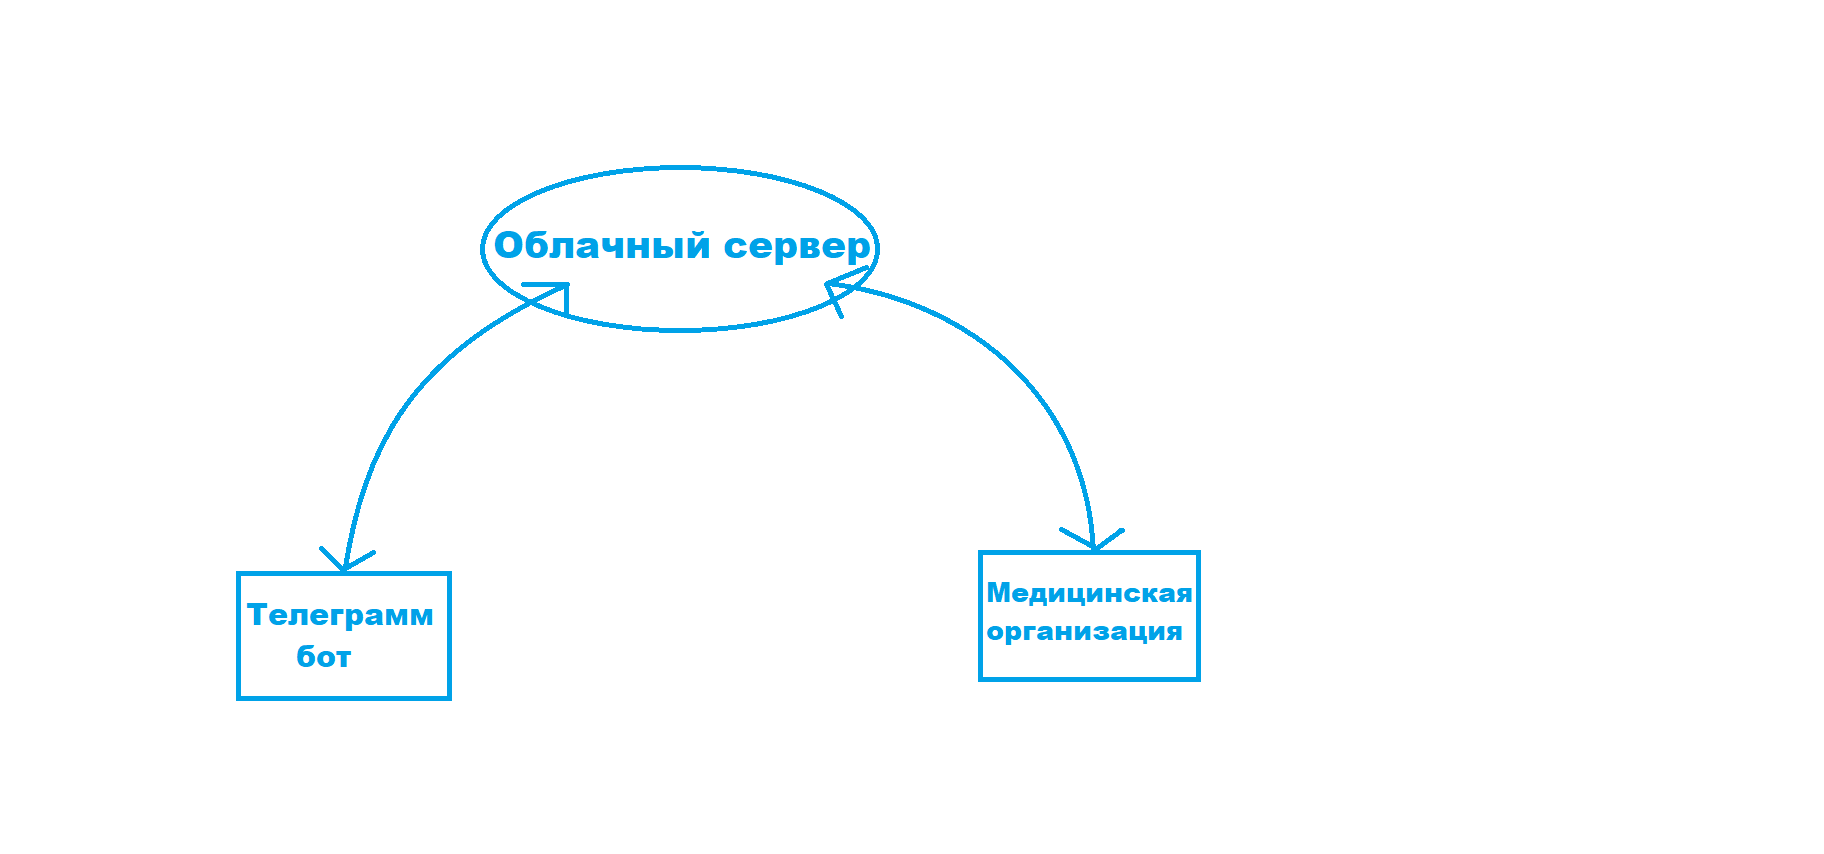 Облачный сервер
Телеграмм
бот
Медицинская
организация